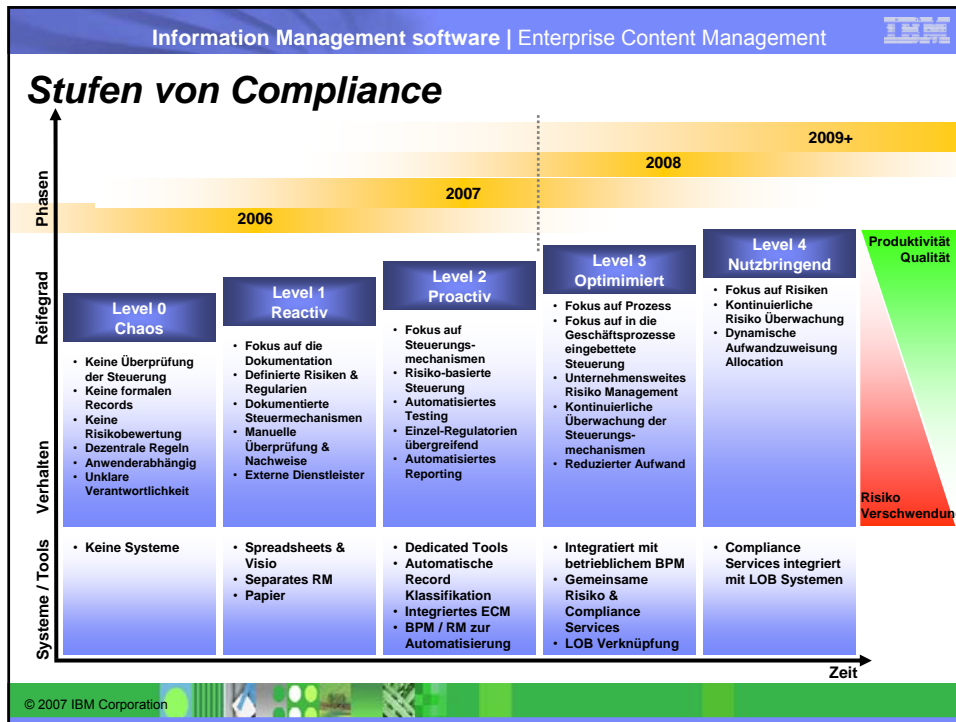 Information Management software | Enterprise Content Management
IBM
Stufen von Compliance
Phasen
2009+
2008
2007
2006
Reifegrad
Level 0
Chaos
Level 1
Reactiv
Level 2
Proactiv
Level 3
Optimimiert
Level 4
Nutzbringend
Produktivität
Qualität
Verhalten
• Keine Überprüfung
der Steuerung
• Keine formalen
Records
• Keine
Risikobewertung
• Dezentrale Regeln
• Anwenderabhängig
• Unklare
Verantwortlichkeit
• Fokus auf die
Dokumentation
• Definierte Risiken &
Regularien
• Dokumentierte
Steuermechanismen
• Manuelle
Überprüfung &
Nachweise
• Externe Dienstleister
• Fokus auf
Steuerungs-
mechanismen
• Risiko-basierte
Steuerung
• Automatisiertes
Testing
• Einzel-Regulatorien
übergreifend
• Automatisiertes
Reporting
• Fokus auf Prozess
• Fokus auf in die
Geschäftsprozesse
eingebettete
Steuerung
• Unternehmensweites
Risiko Management
• Kontinuierliche
Überwachung der
Steuerungs-
mechanismen
• Reduzierter Aufwand
• Fokus auf Risiken
• Kontinuierliche
Risiko Überwachung
• Dynamische
Aufwandzuweisung
Allocation
Risiko
Verschwendung
Systeme / Tools
• Keine Systeme
• Spreadsheets &
Visio
• Separates RM
• Papier
• Dedicated Tools
• Automatische
Record
Klassifikation
• Integriertes ECM
• BPM / RM zur
Automatisierung
• Integratiert mit
betrieblichem BPM
• Gemeinsame
Risiko &
Compliance
Services
• LOB Verknüpfung
• Compliance
Services integriert
mit LOB Systemen
Zeit
© 2007 IBM Corporation